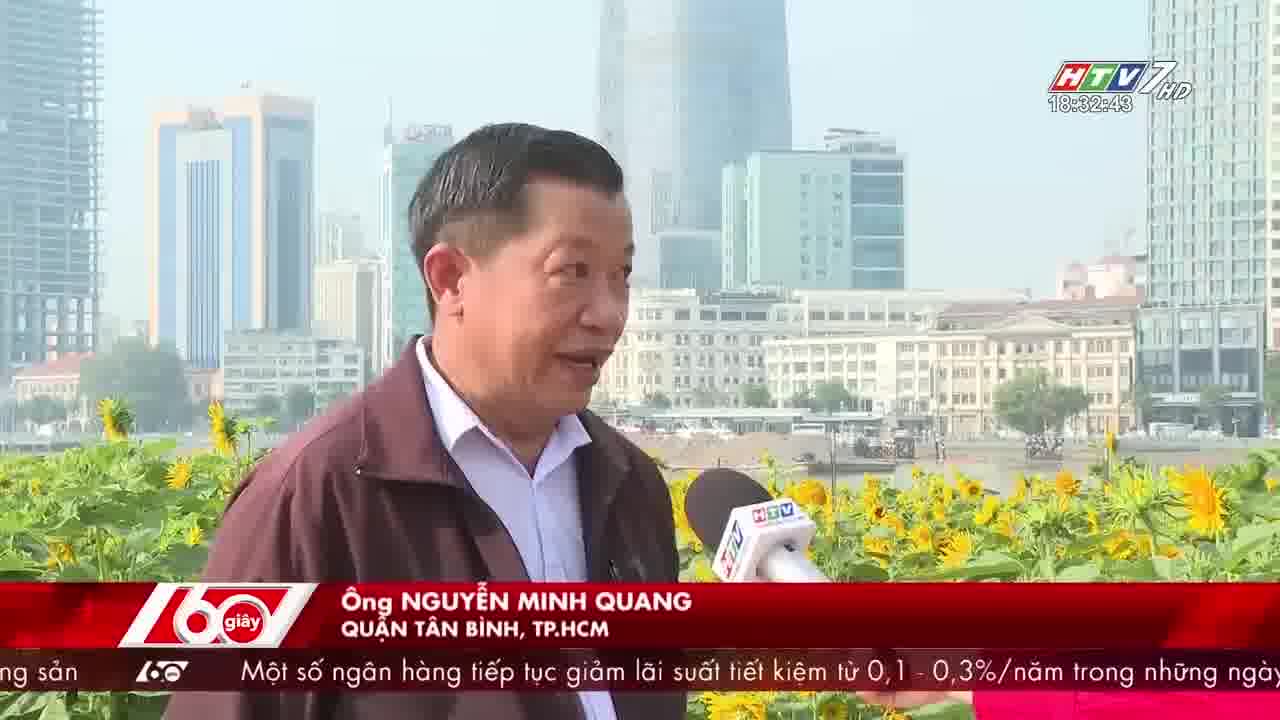 HTV7 HD
18:32:43
HTV
HTV
60 giây
Ông NGUYỄN MINH QUANG
QUẬN TÂN BÌNH, TP.HCM
ng sản 60 Một số ngân hàng tiếp tục giảm lãi suất tiết kiệm từ 0,1 - 0,3%/năm trong những ngày